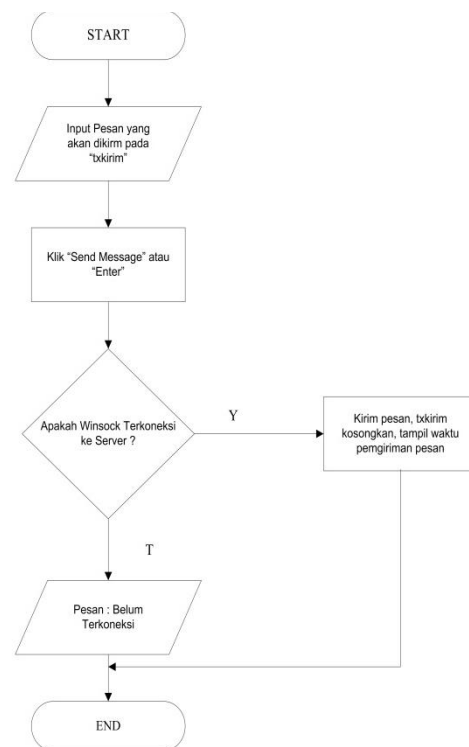 START
Input Pesan yang
akan dikirm pada
“txkirim”
Klik “Send Message” atau
“Enter”
Apakah Winsock Terkoneksi
ke Server ?
Y
Kirim pesan, txkirim
kosongkan, tampil waktu
pemgiriman pesan
T
Pesan : Belum
Terkoneksi
END